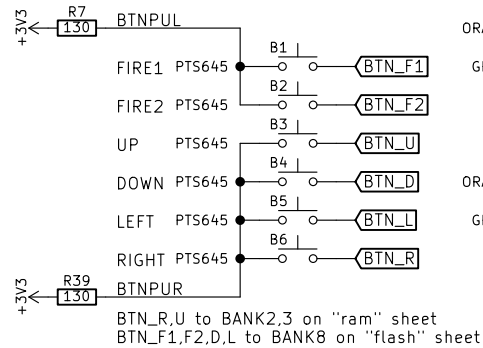 R7
+3V3 130 BTNPUL
B1
FIRE1 PTS645 BTN_F1
B2
FIRE2 PTS645 BTN_F2
B3
UP PTS645 BTN_U
B4
DOWN PTS645 BTN_D
B5
LEFT PTS645 BTN_L
B6
RIGHT PTS645 BTN_R
R39
+3V3 130 BTNPUR
BTN_R,U to BANK2,3 on "ram" sheet
BTN_F1,F2,D,L to BANK8 on "flash" sheet
ORA
ORA